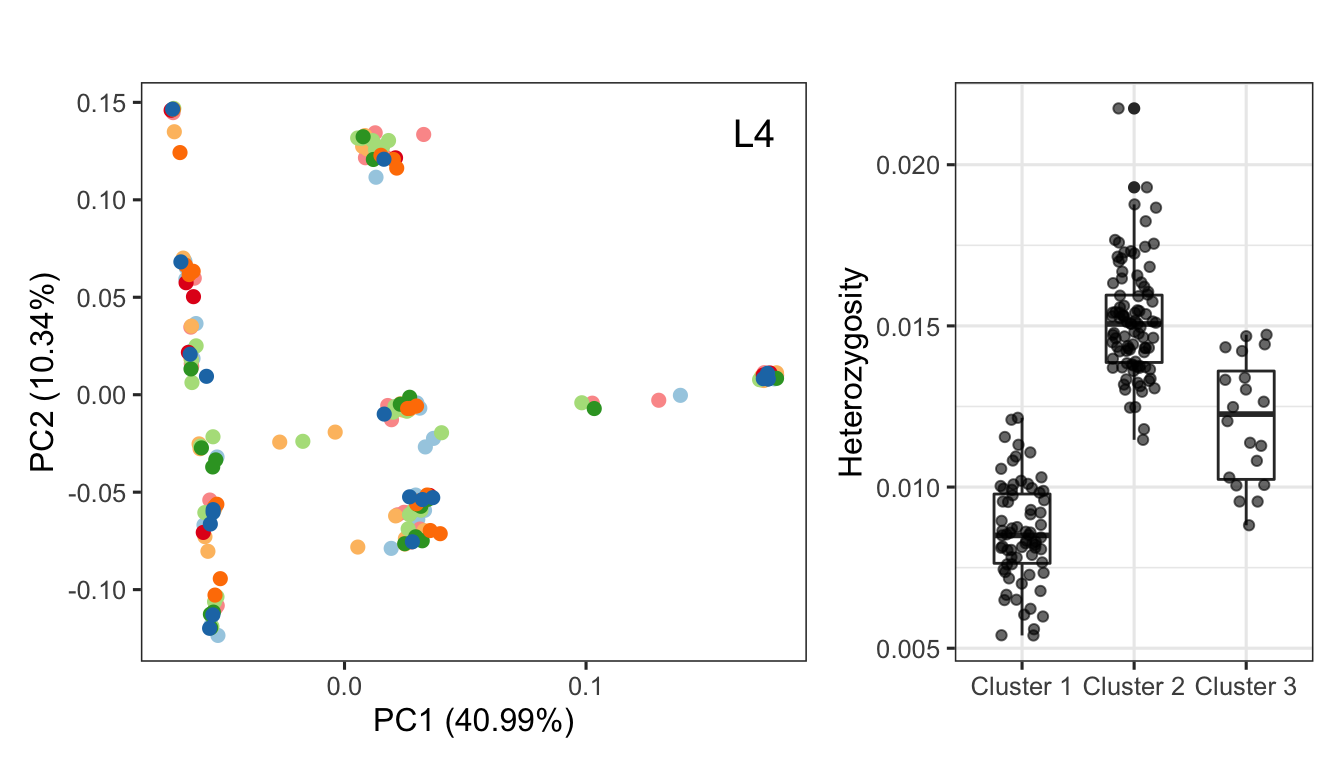 L4
0.15
0.10
0.05
0.00
-0.05
-0.10
PC2 (10.34%)
0.0
0.1
PC1 (40.99%)
0.020
0.015
0.010
0.005
Heterozygosity
Cluster 1
Cluster 2
Cluster 3